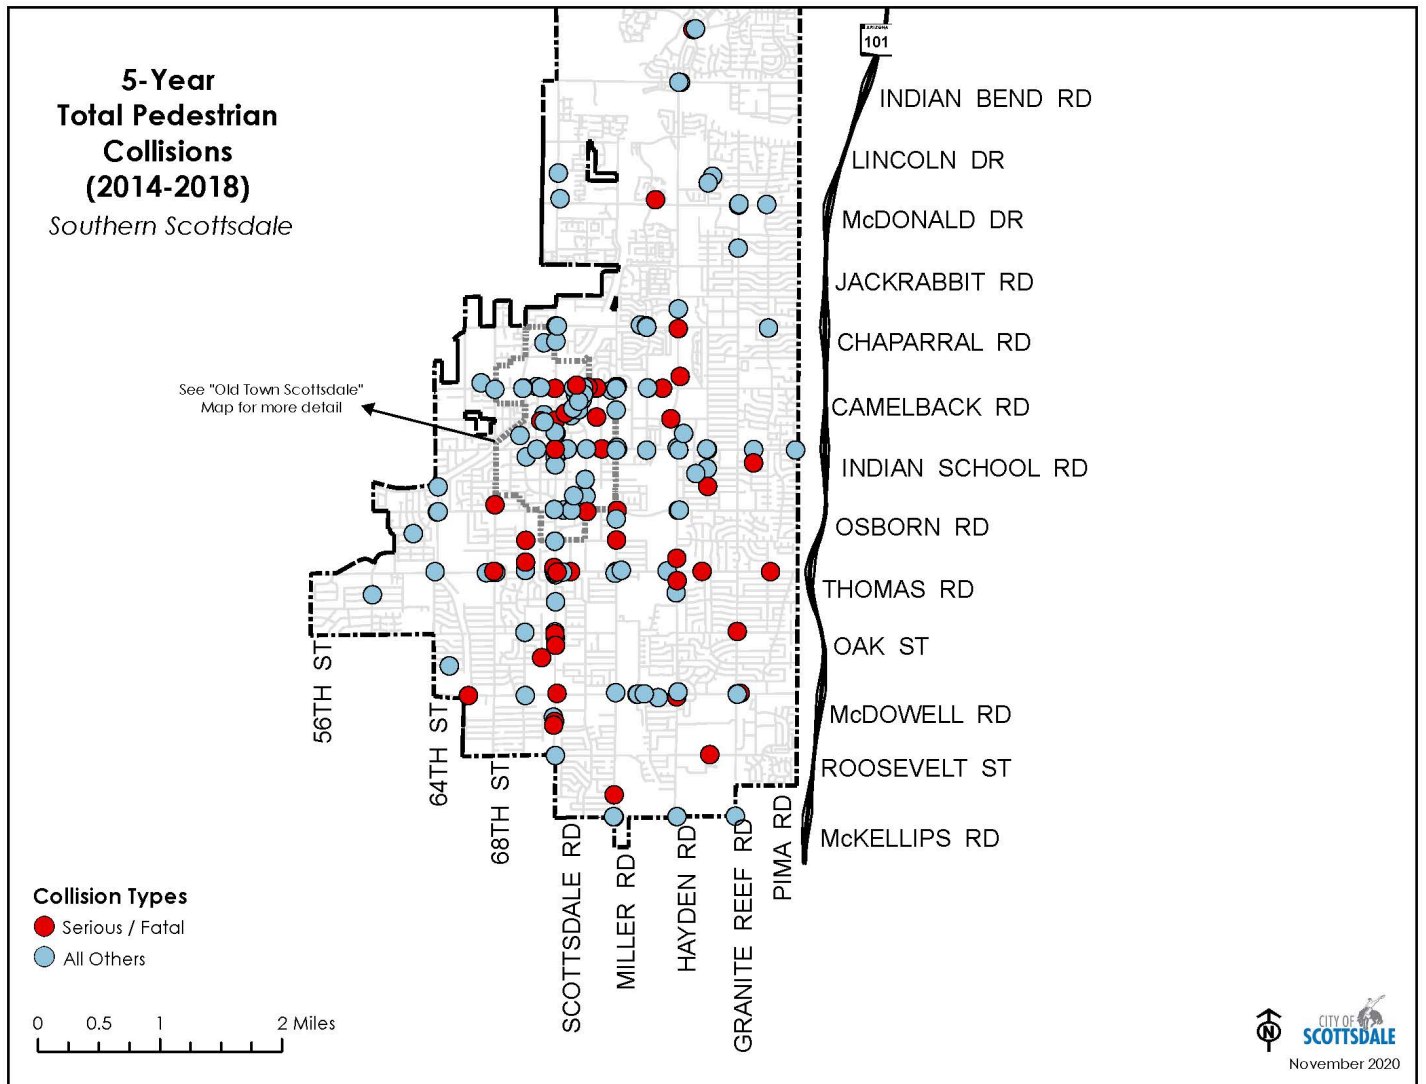 5-Year
Total Pedestrian
Collisions
(2014-2018)
Southern Scottsdale
ARIZONA
101
INDIAN BEND RD
LINCOLN DR
McDONALD DR
JACKRABBIT RD
CHAPARRAL RD
CAMELBACK RD
INDIAN SCHOOL RD
OSBORN RD
THOMAS RD
OAK ST
McDOWELL RD
ROOSEVELT ST
McKELLIPS RD
See "Old Town Scottsdale"
Map for more detail
56TH ST
64TH ST
68TH ST
SCOTTSDALE RD
MILLER RD
HAYDEN RD
GRANITE REEF RD
PIMA RD
Collision Types
Serious / Fatal
All Others
0 0.5 1 2 Miles
N
CITY OF
SCOTTSDALE
November 2020